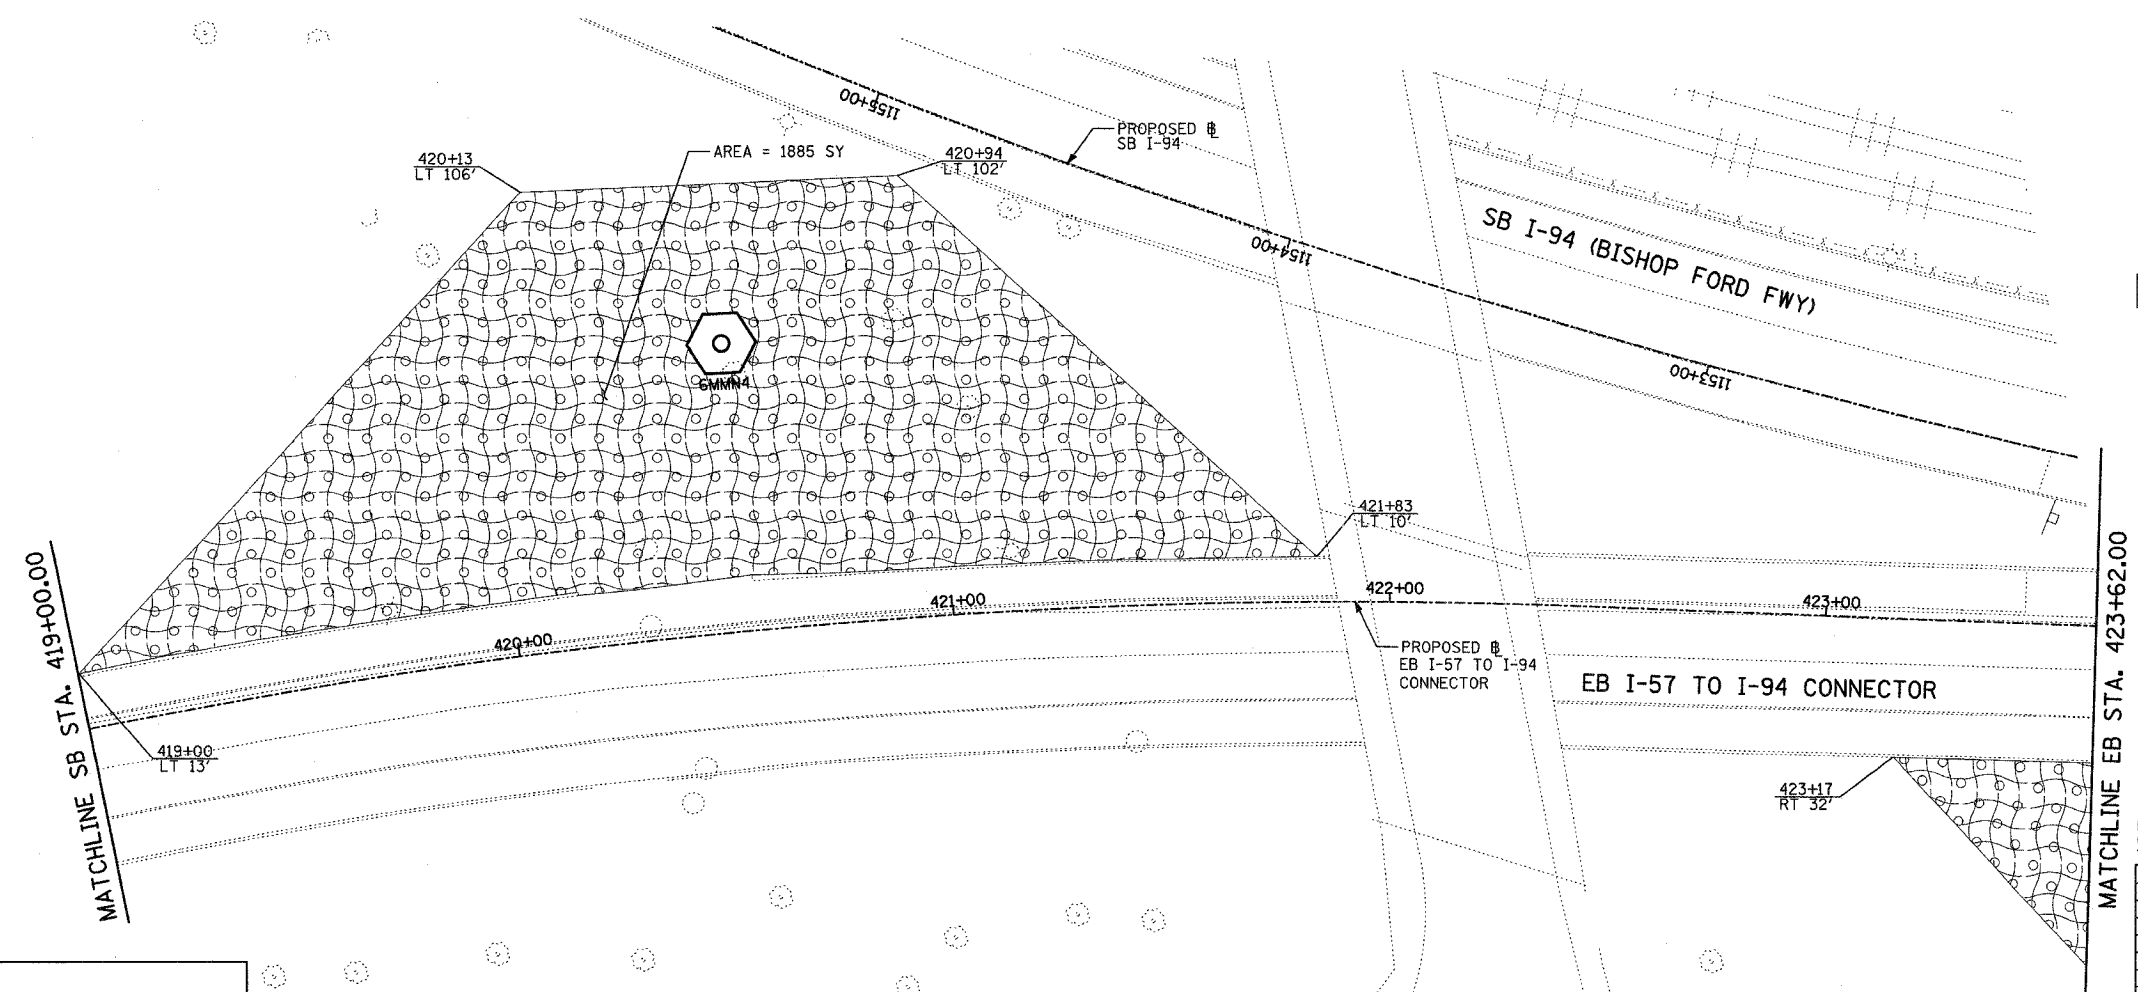 1155+00
PROPOSED BL
SB I-94
AREA = 1885 SY
420+13
LT 106'
420+94
LT 102'
SB I-94 (BISHOP FORD FWY)
1154+00
1153+00
6MMN4
421+83
LT 10'
MATCHLINE SB STA. 419+00.00
420+00
421+00
422+00
423+00
PROPOSED BL
EB I-57 TO I-94
CONNECTOR
EB I-57 TO I-94 CONNECTOR
419+00
LT 13'
423+17
RT 32'
MATCHLINE EB STA. 423+62.00